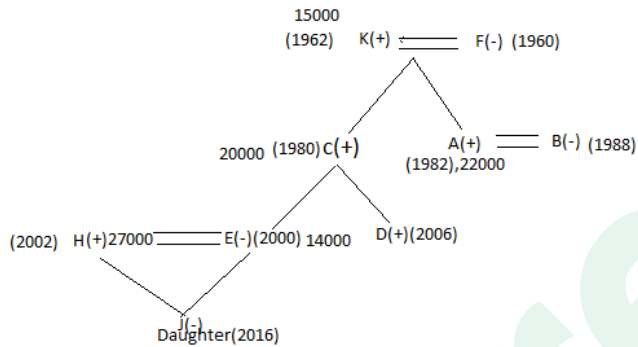 15000
(1962) K(+) F(-) (1960)
20000 (1980) C(+) A(+) B(-) (1988)
(1982),22000
(2002) H(+)27000 E(-)(2000) 14000 D(+)(2006)
J(-)
Daughter(2016)